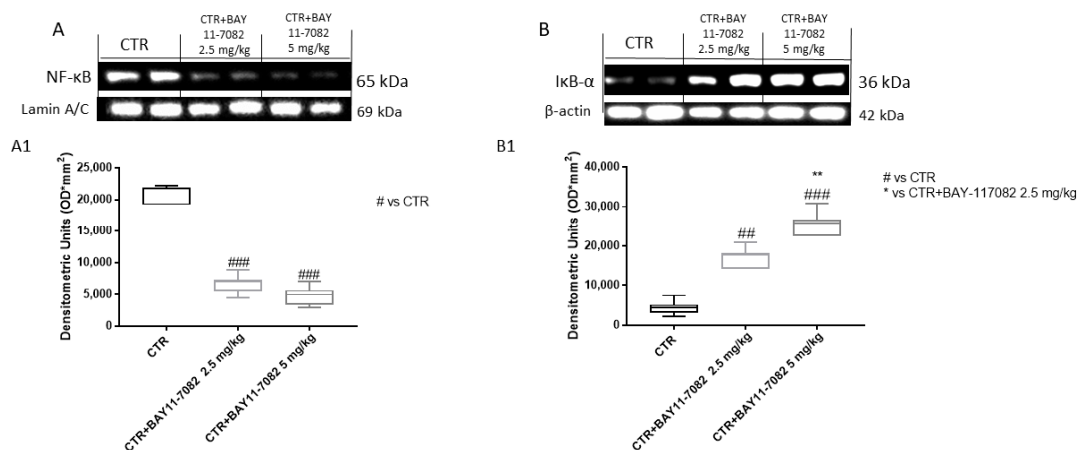 A
CTR
CTR+BAY
11-7082
2.5 mg/kg
CTR+BAY
11-7082
5 mg/kg
NF-κB
65 kDa
Lamin A/C
69 kDa
A1
Densitometric Units (OD*mm²)
25,000
20,000
15,000
10,000
5,000
0
###
###
# vs CTR
CTR
CTR+BAY11-7082 2.5 mg/kg
CTR+BAY11-7082 5 mg/kg
B
CTR
CTR+BAY
11-7082
2.5 mg/kg
CTR+BAY
11-7082
5 mg/kg
IκB-α
36 kDa
β-actin
42 kDa
B1
Densitometric Units (OD*mm²)
40,000
30,000
20,000
10,000
0
##
**
###
# vs CTR
* vs CTR+BAY-117082 2.5 mg/kg
CTR
CTR+BAY11-7082 2.5 mg/kg
CTR+BAY11-7082 5 mg/kg